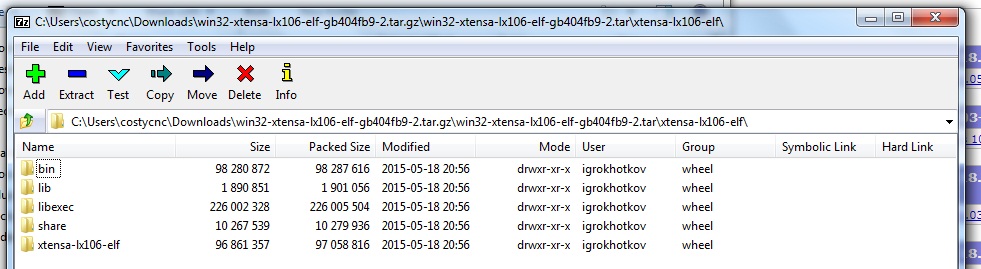 C:\Users\costycnc\Downloads\win32-xtensa-lx106-elf-gb404fb9-2.tar.gz\win32-xtensa-lx106-elf-gb404fb9-2.tar\xtensa-lx106-elf\
File Edit View Favorites Tools Help
Add Extract Test Copy Move Delete Info
C:\Users\costycnc\Downloads\win32-xtensa-lx106-elf-gb404fb9-2.tar.gz\win32-xtensa-lx106-elf-gb404fb9-2.tar\xtensa-lx106-elf\
Name Size Packed Size Modified Mode User Group Symbolic Link Hard Link
bin 98 280 872 98 287 616 2015-05-18 20:56 drwxr-xr-x igrokhotkov wheel
lib 1 890 851 1 901 056 2015-05-18 20:56 drwxr-xr-x igrokhotkov wheel
libexec 226 002 328 226 005 504 2015-05-18 20:56 drwxr-xr-x igrokhotkov wheel
share 10 267 539 10 279 936 2015-05-18 20:56 drwxr-xr-x igrokhotkov wheel
xtensa-lx106-elf 96 861 357 97 058 816 2015-05-18 20:56 drwxr-xr-x igrokhotkov wheel